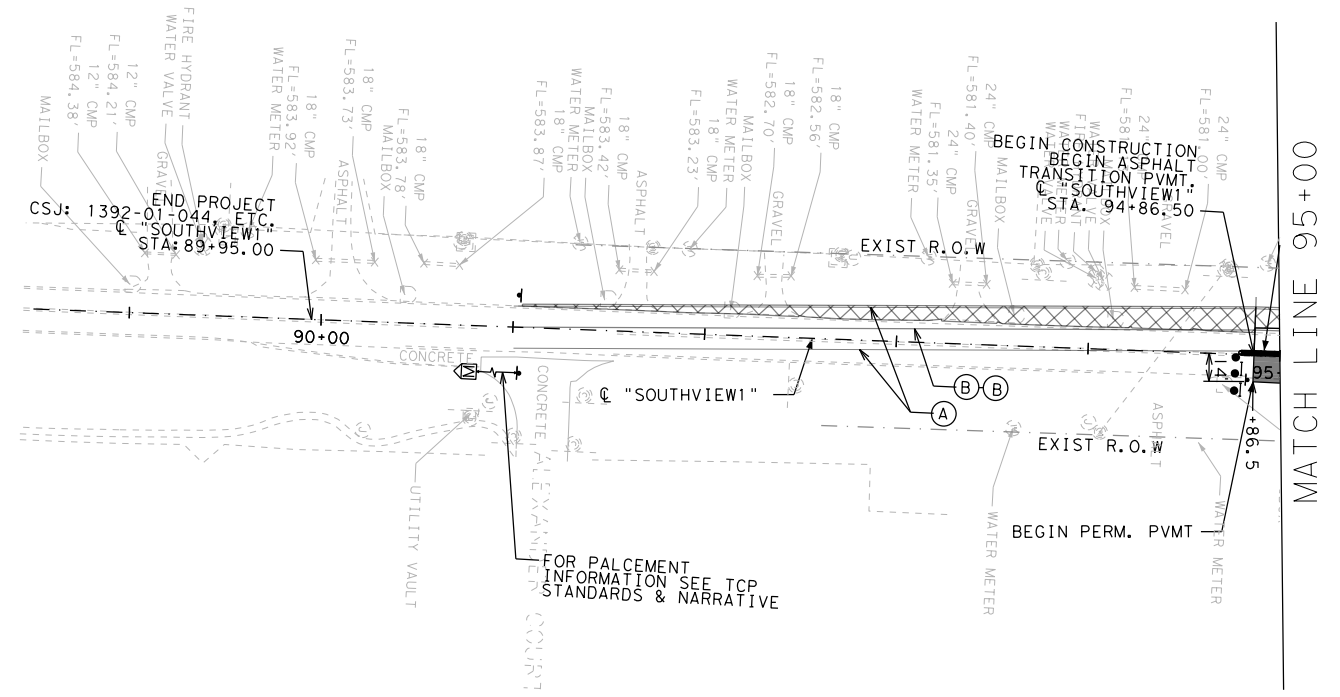 FIRE HYDRANT
WATER VALVE
12" CMP
FL=584.21'
12" CMP
FL=584.38'
MAILBOX
18" CMP
FL=583.92'
WATER METER
18" CMP
FL=583.73'
18" CMP
FL=583.78'
MAILBOX
ASPHALT
FL=583.87'
18" CMP
WATER METER
MAILBOX
18" CMP
FL=583.42'
ASPHALT
FL=583.23'
18" CMP
WATER METER
MAILBOX
18" CMP
FL=582.70'
GRAVEL
18" CMP
FL=582.56'
24" CMP
FL=581.40'
24" CMP
FL=581.35'
WATER METER
GRAVEL
MAILBOX
24" CMP
FL=581.00'
END PROJECT
CSJ: 1392-01-044, ETC.
℄ "SOUTHVIEW1"
STA:89+95.00
BEGIN CONSTRUCTION
BEGIN ASPHALT
TRANSITION PVMT.
℄ "SOUTHVIEW1"
STA. 94+86.50
EXIST R.O.W
90+00
CONCRETE
M
CONCRETE
ALEXANDER COURT
℄ "SOUTHVIEW1"
B-B
A
95+
+86.5
EXIST R.O.W
ASPHALT
UTILITY VAULT
WATER METER
WATER METER
BEGIN PERM. PVMT
FOR PALCEMENT
INFORMATION SEE TCP
STANDARDS & NARRATIVE
MATCH LINE 95+00